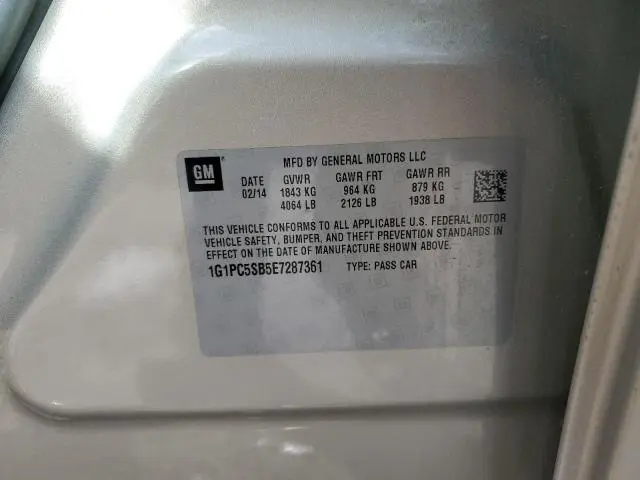 GM
MFD BY GENERAL MOTORS LLC
DATE GVWR GAWR FRT GAWR RR
02/14 1843 KG 964 KG 879 KG
4064 LB 2126 LB 1938 LB
THIS VEHICLE CONFORMS TO ALL APPLICABLE U.S. FEDERAL MOTOR
VEHICLE SAFETY, BUMPER, AND THEFT PREVENTION STANDARDS IN
EFFECT ON THE DATE OF MANUFACTURE SHOWN ABOVE.
1G1PC5SB5E7287361 TYPE: PASS CAR